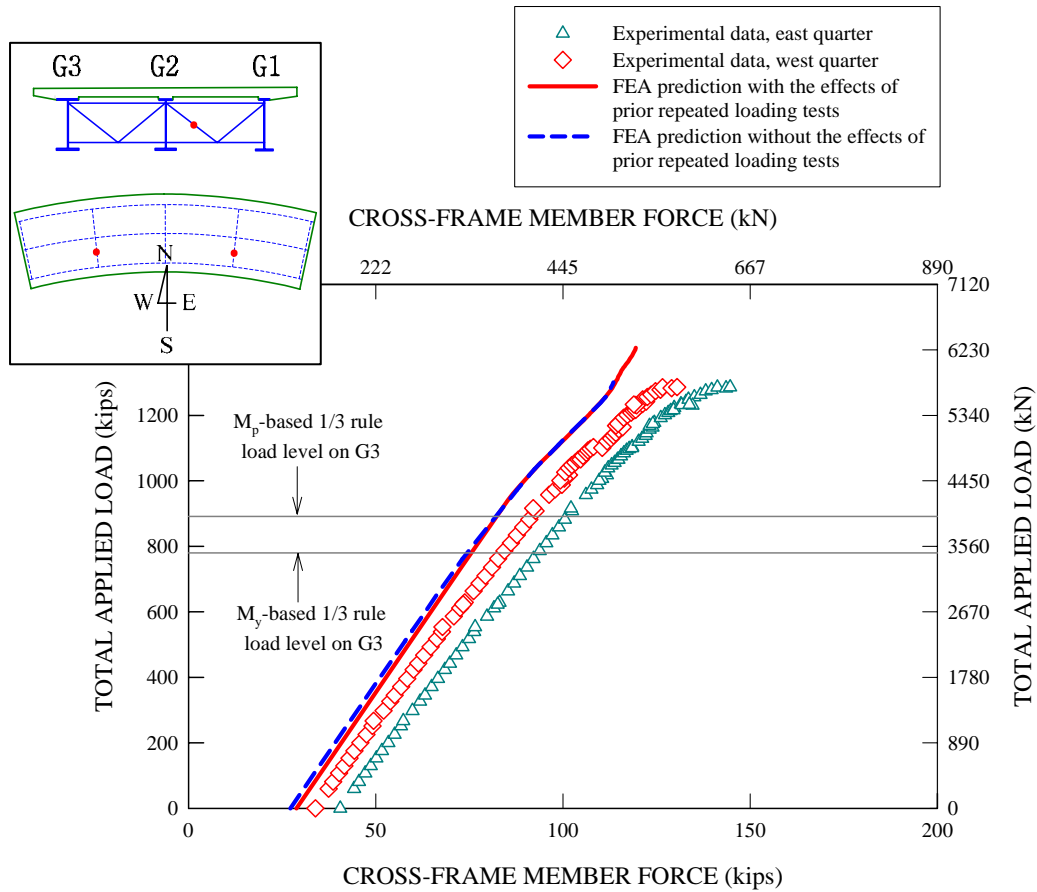 Experimental data, east quarter
Experimental data, west quarter
FEA prediction with the effects of
prior repeated loading tests
FEA prediction without the effects of
prior repeated loading tests
G3 G2 G1
N
W E
S
CROSS-FRAME MEMBER FORCE (kN)
222 445 667 890
TOTAL APPLIED LOAD (kips)
1200
1000
800
600
400
200
0
Mp-based 1/3 rule
load level on G3
My-based 1/3 rule
load level on G3
7120
6230
5340
4450
3560
2670
1780
890
0
TOTAL APPLIED LOAD (kN)
0 50 100 150 200
CROSS-FRAME MEMBER FORCE (kips)